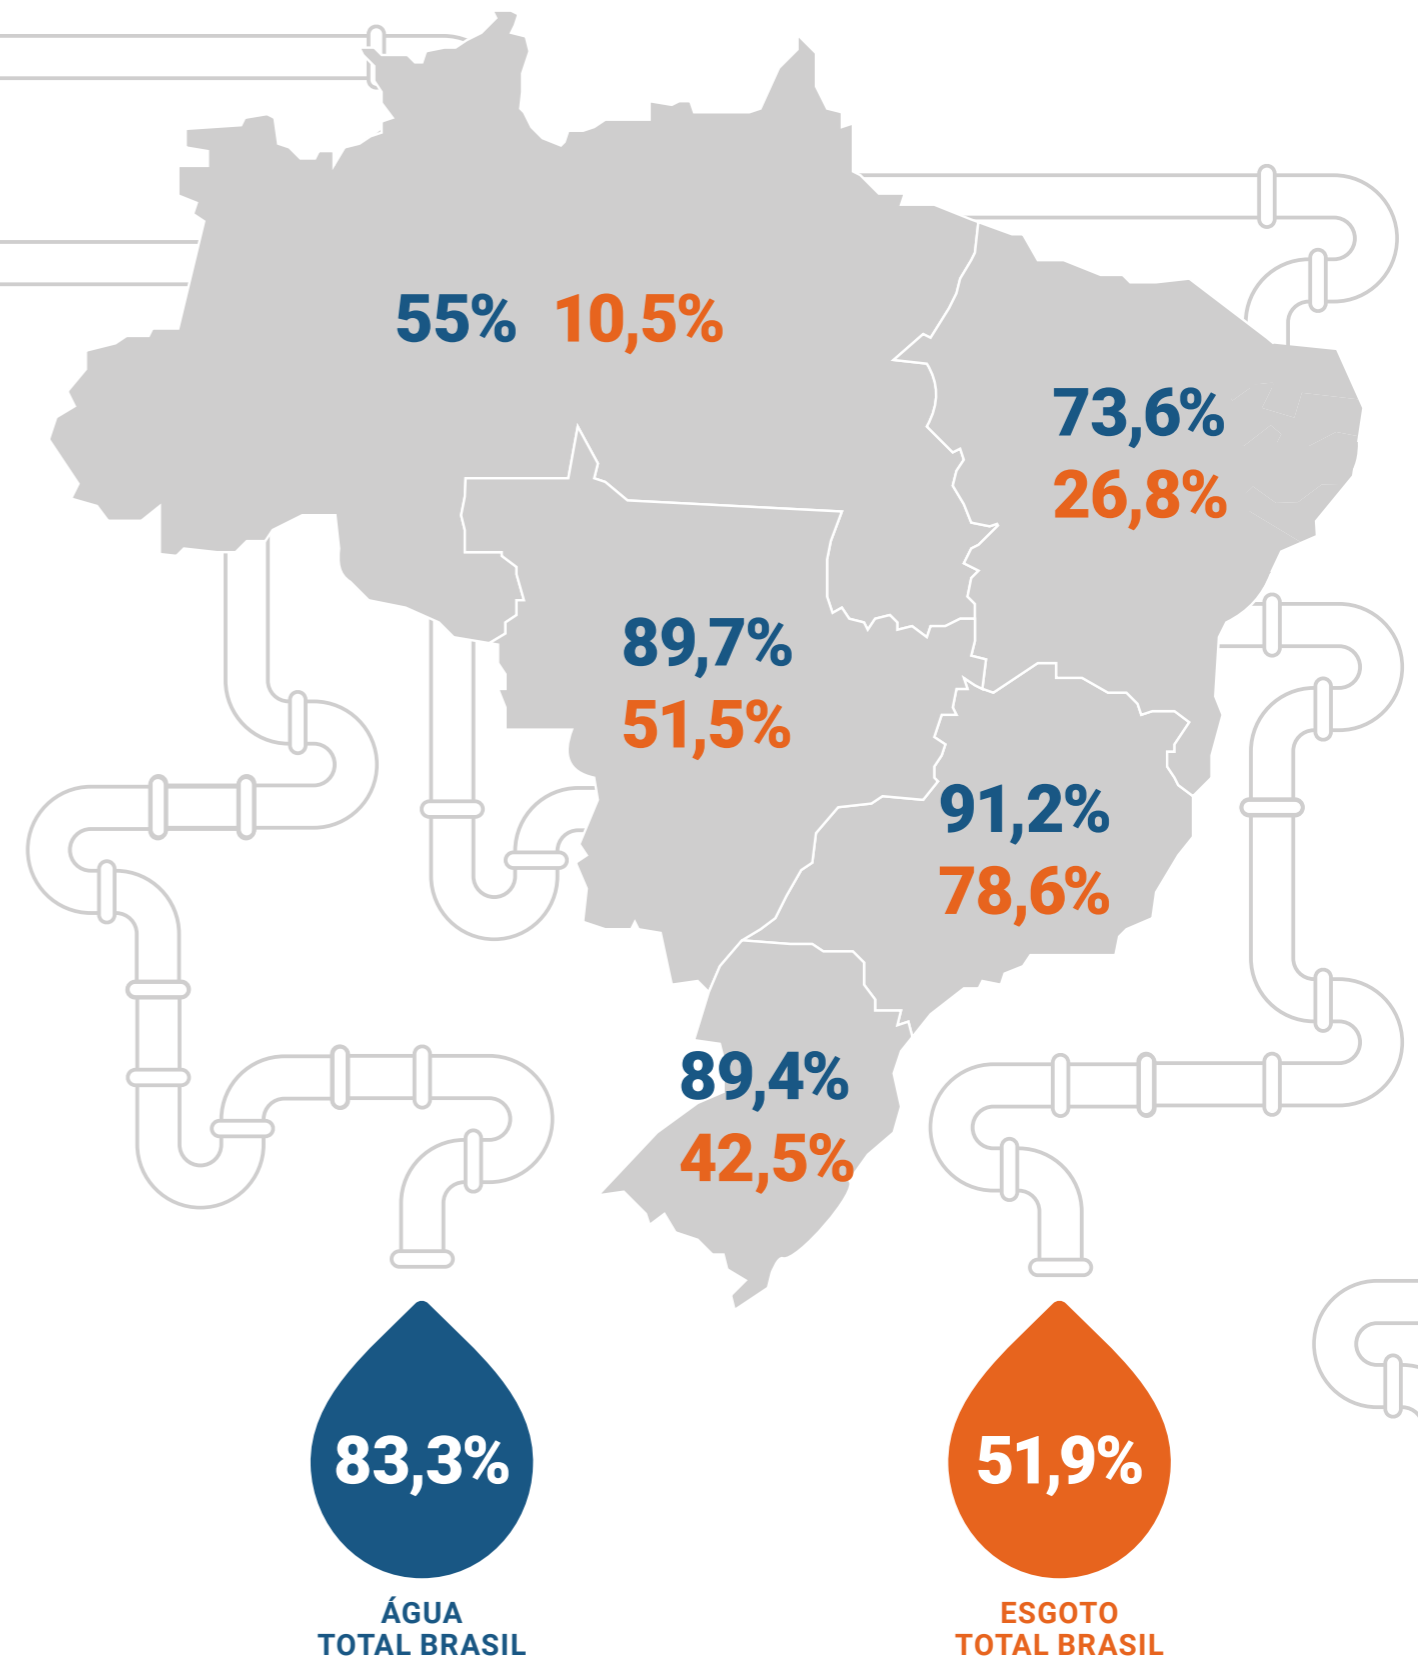 55% 10,5%
73,6%
26,8%
89,7%
51,5%
91,2%
78,6%
89,4%
42,5%
83,3%
ÁGUA
TOTAL BRASIL
51,9%
ESGOTO
TOTAL BRASIL